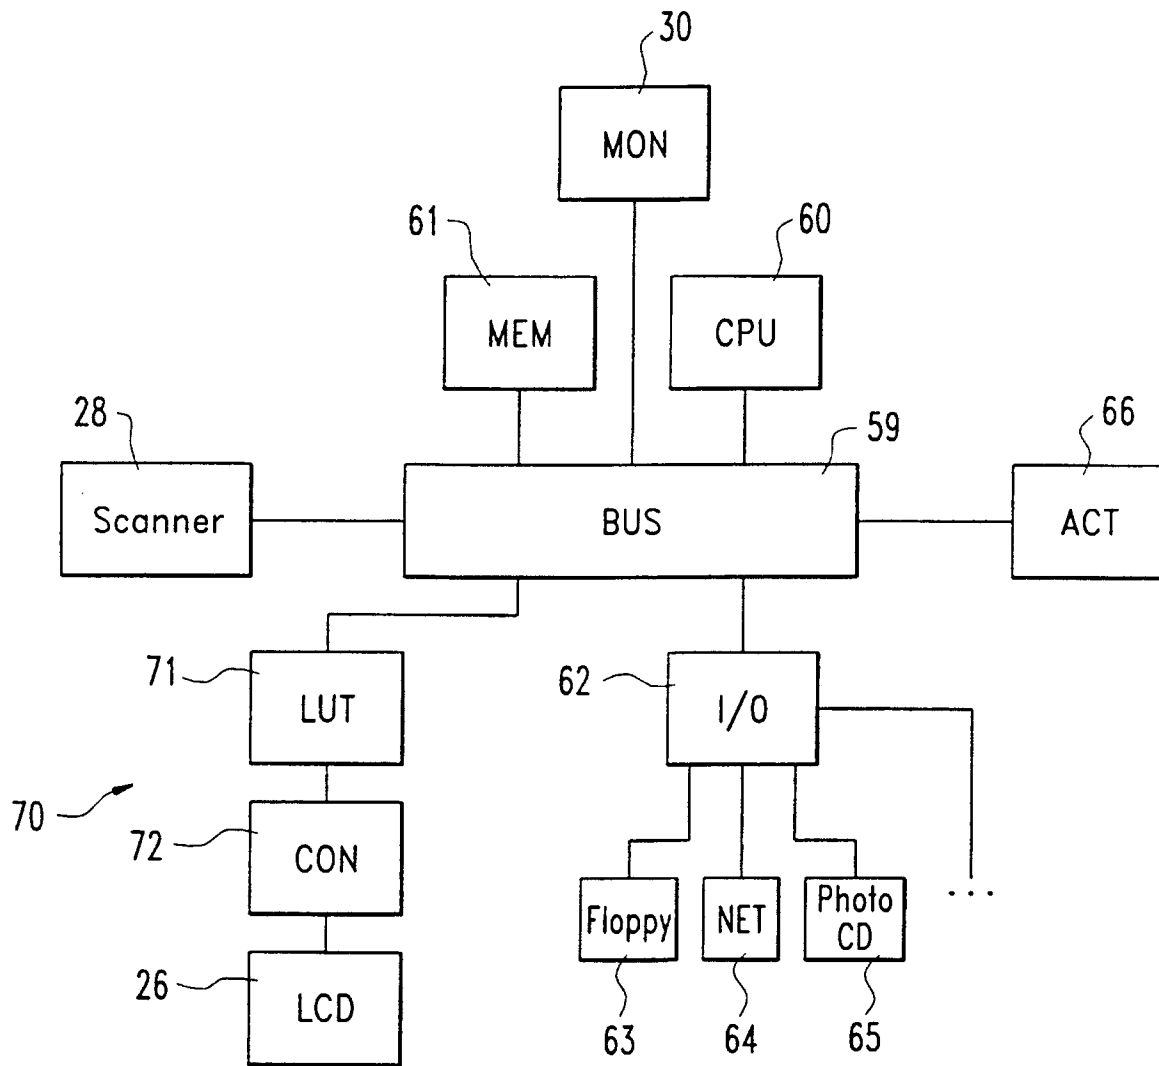 30
MON
61
60
MEM
CPU
28
59
66
Scanner
BUS
ACT
71
62
LUT
I/O
70
72
CON
Floppy
NET
Photo
CD
...
26
LCD
63
64
65